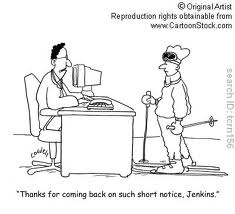 © Original Artist
Reproduction rights obtainable from
www.CartoonStock.com
search ID: tcrn156
"Thanks for coming back on such short notice, Jenkins."